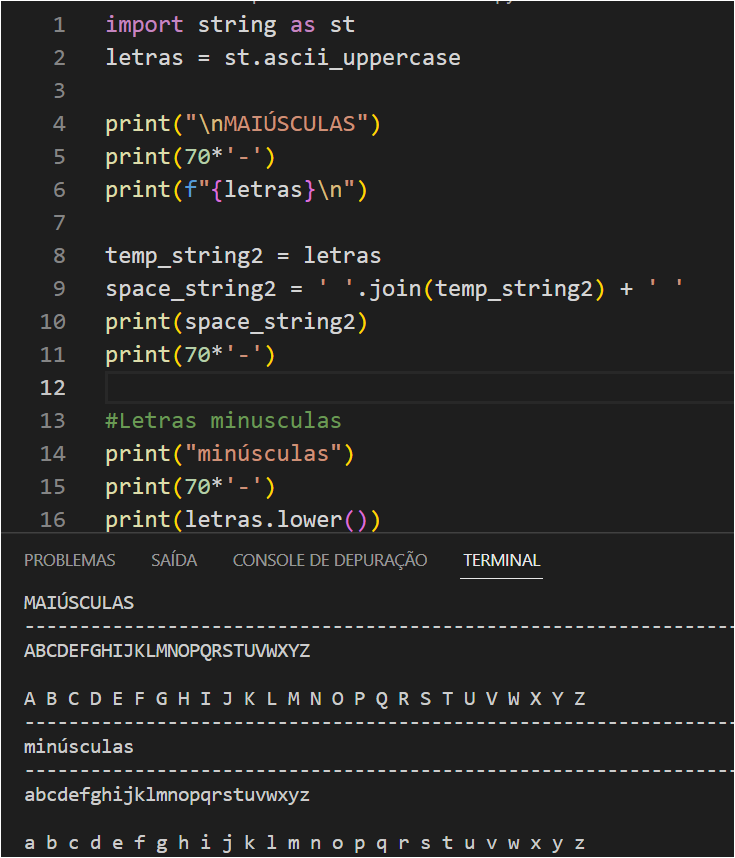 1 import string as st
2 letras = st.ascii_uppercase
3
4 print("\nMAIÚSCULAS")
5 print(70*'-')
6 print(f"{letras}\n")
7
8 temp_string2 = letras
9 space_string2 = ' '.join(temp_string2) + ' '
10 print(space_string2)
11 print(70*'-')
12
13 #Letras minusculas
14 print("minúsculas")
15 print(70*'-')
16 print(letras.lower())
PROBLEMAS SAÍDA CONSOLE DE DEPURAÇÃO TERMINAL
MAIÚSCULAS
-----------------------------------------------------------------
ABCDEFGHIJKLMNOPQRSTUVWXYZ
A B C D E F G H I J K L M N O P Q R S T U V W X Y Z
-----------------------------------------------------------------
minúsculas
-----------------------------------------------------------------
abcdefghijklmnopqrstuvwxyz
a b c d e f g h i j k l m n o p q r s t u v w x y z